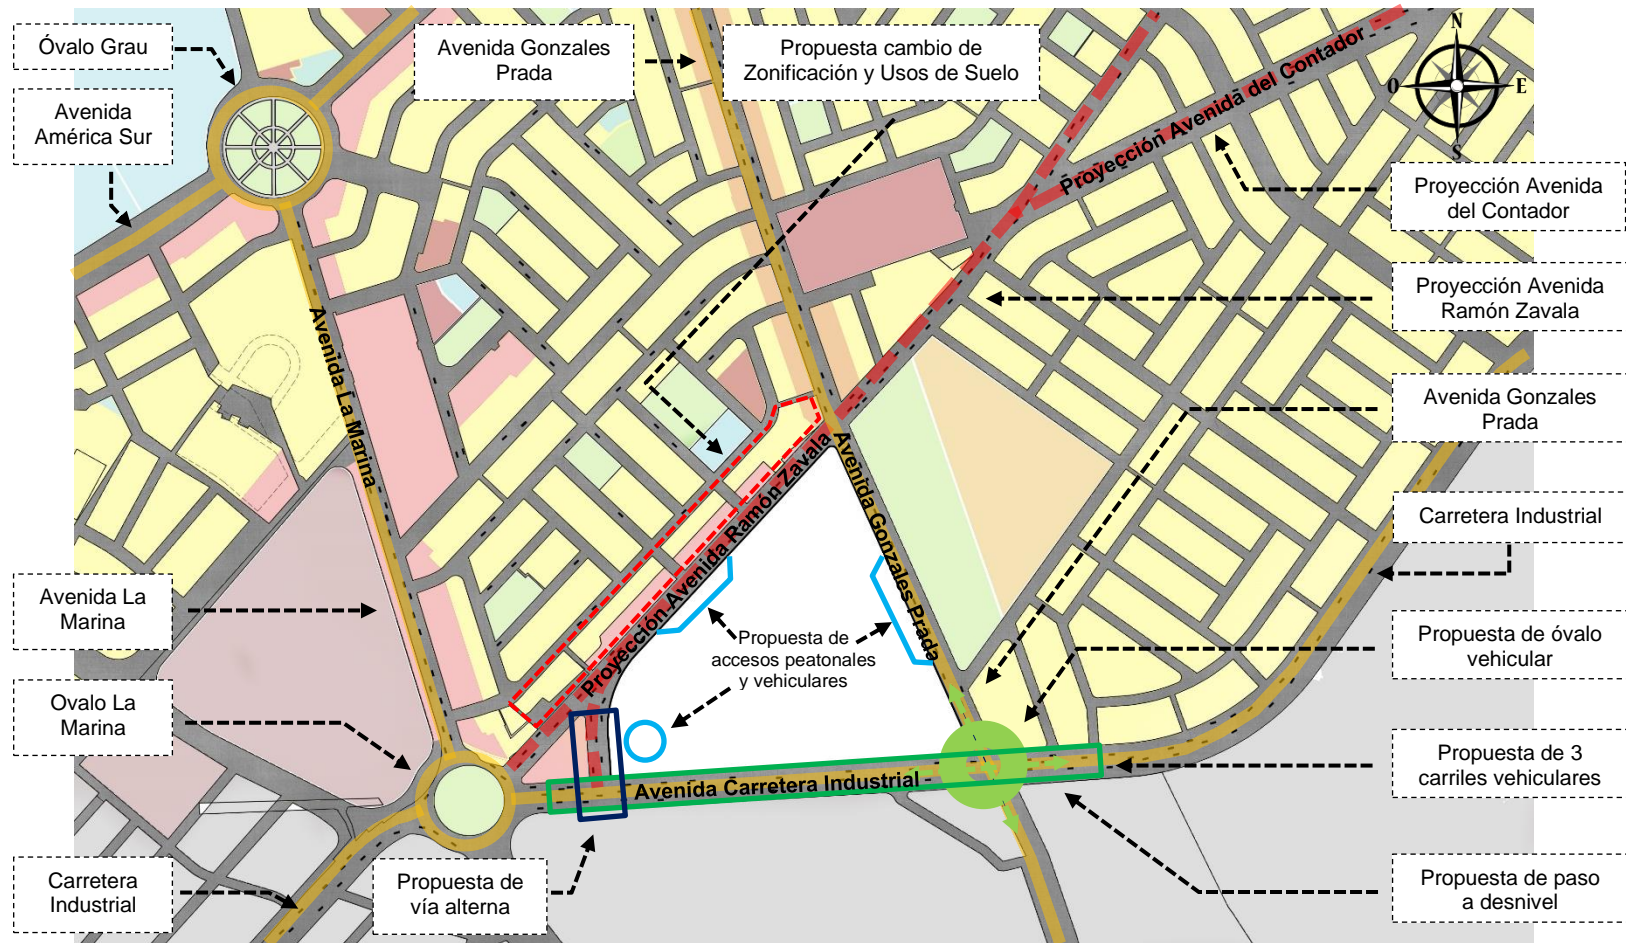 Óvalo Grau
Avenida
América Sur
Avenida Gonzales
Prada
Propuesta cambio de
Zonificación y Usos de Suelo
N
O
E
S
Proyección Avenida del Contador
Proyección Avenida
del Contador
Proyección Avenida
Ramón Zavala
Avenida Gonzales
Prada
Carretera Industrial
Avenida La Marina
Avenida Gonzales Prada
Proyección Avenida Ramón Zavala
Avenida La
Marina
Propuesta de
accesos peatonales
y vehiculares
Propuesta de óvalo
vehicular
Ovalo La
Marina
Propuesta de 3
carriles vehiculares
Avenida Carretera Industrial
Carretera
Industrial
Propuesta de
vía alterna
Propuesta de paso
a desnivel